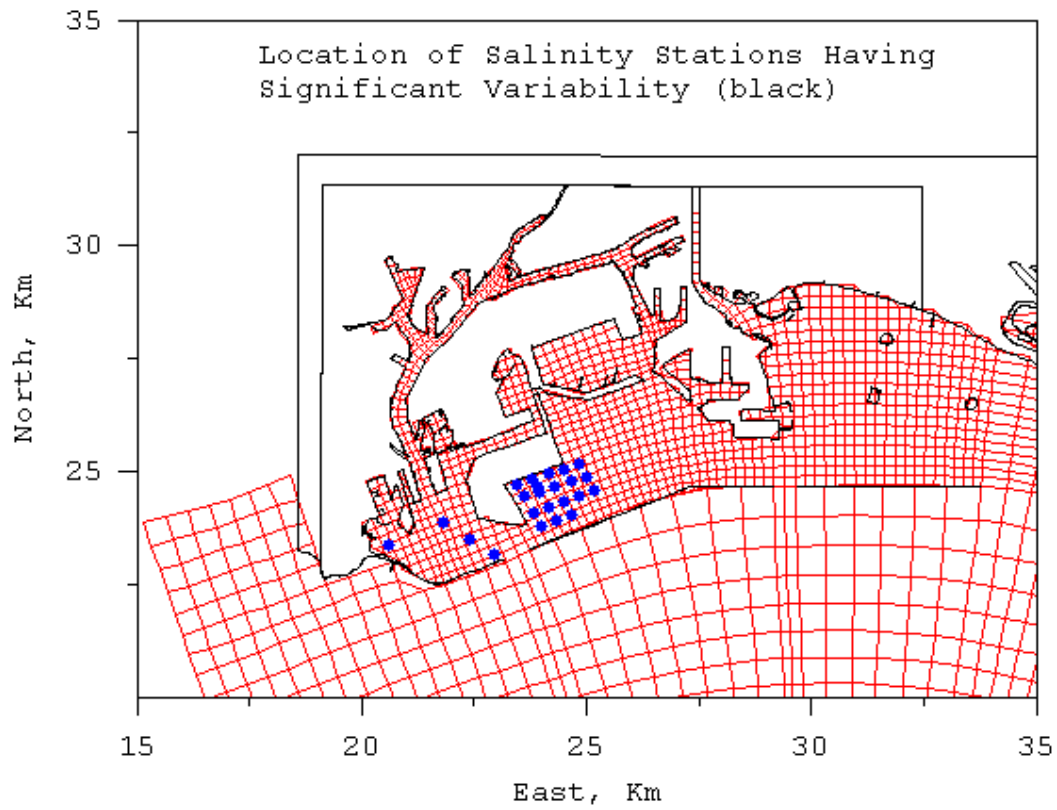 35
Location of Salinity Stations Having
Significant Variability (black)
30
North, Km
25
15
20
25
30
35
East, Km